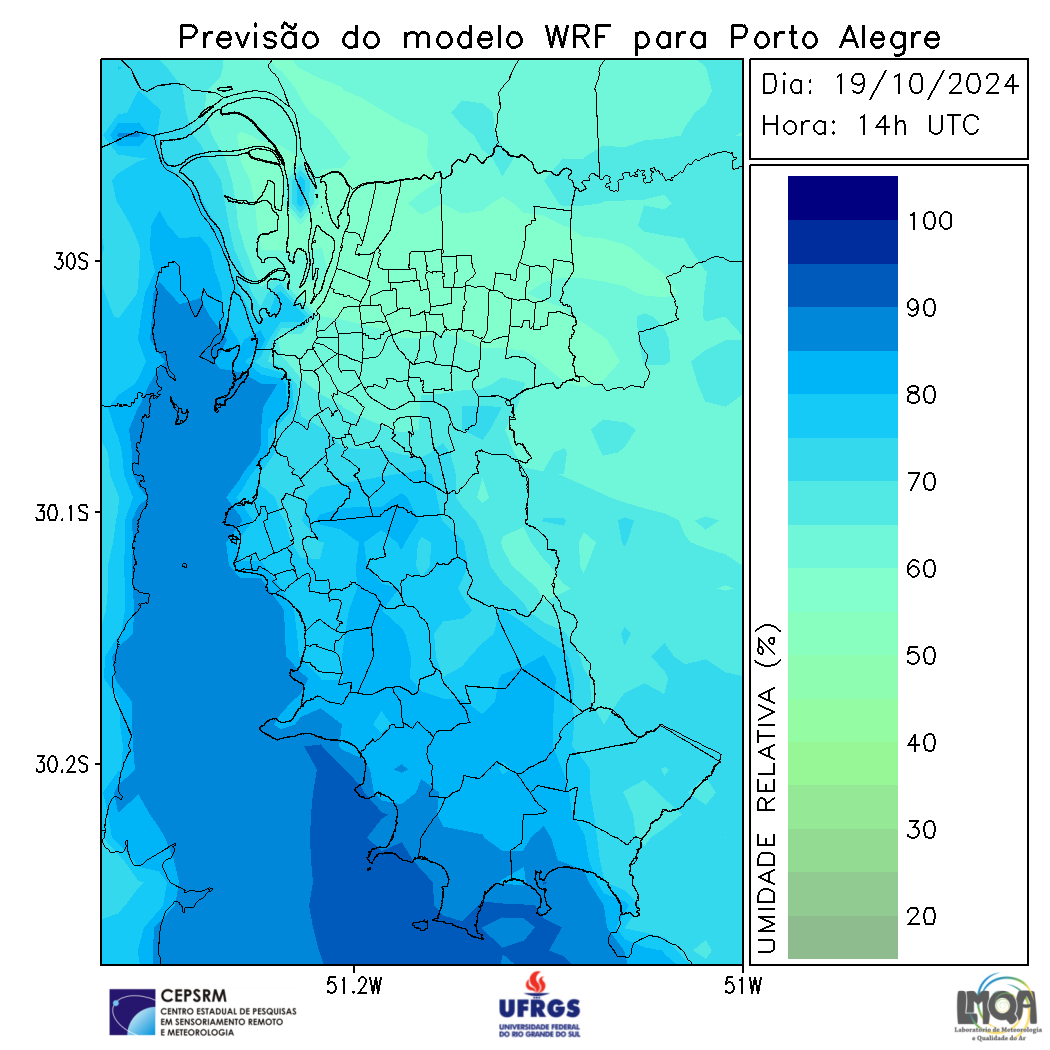 Previsão do modelo WRF para Porto Alegre
Dia: 19/10/2024
Hora: 14h UTC
30S
30.1S
30.2S
51.2W
51W
UMIDADE RELATIVA (%)
100
90
80
70
60
50
40
30
20
CEPSRM
CENTRO ESTADUAL DE PESQUISAS
EM SENSORIAMENTO REMOTO
E METEOROLOGIA
UFRGS
UNIVERSIDADE FEDERAL
DO RIO GRANDE DO SUL
LMQA
Laboratório de Meteorologia
e Qualidade do Ar